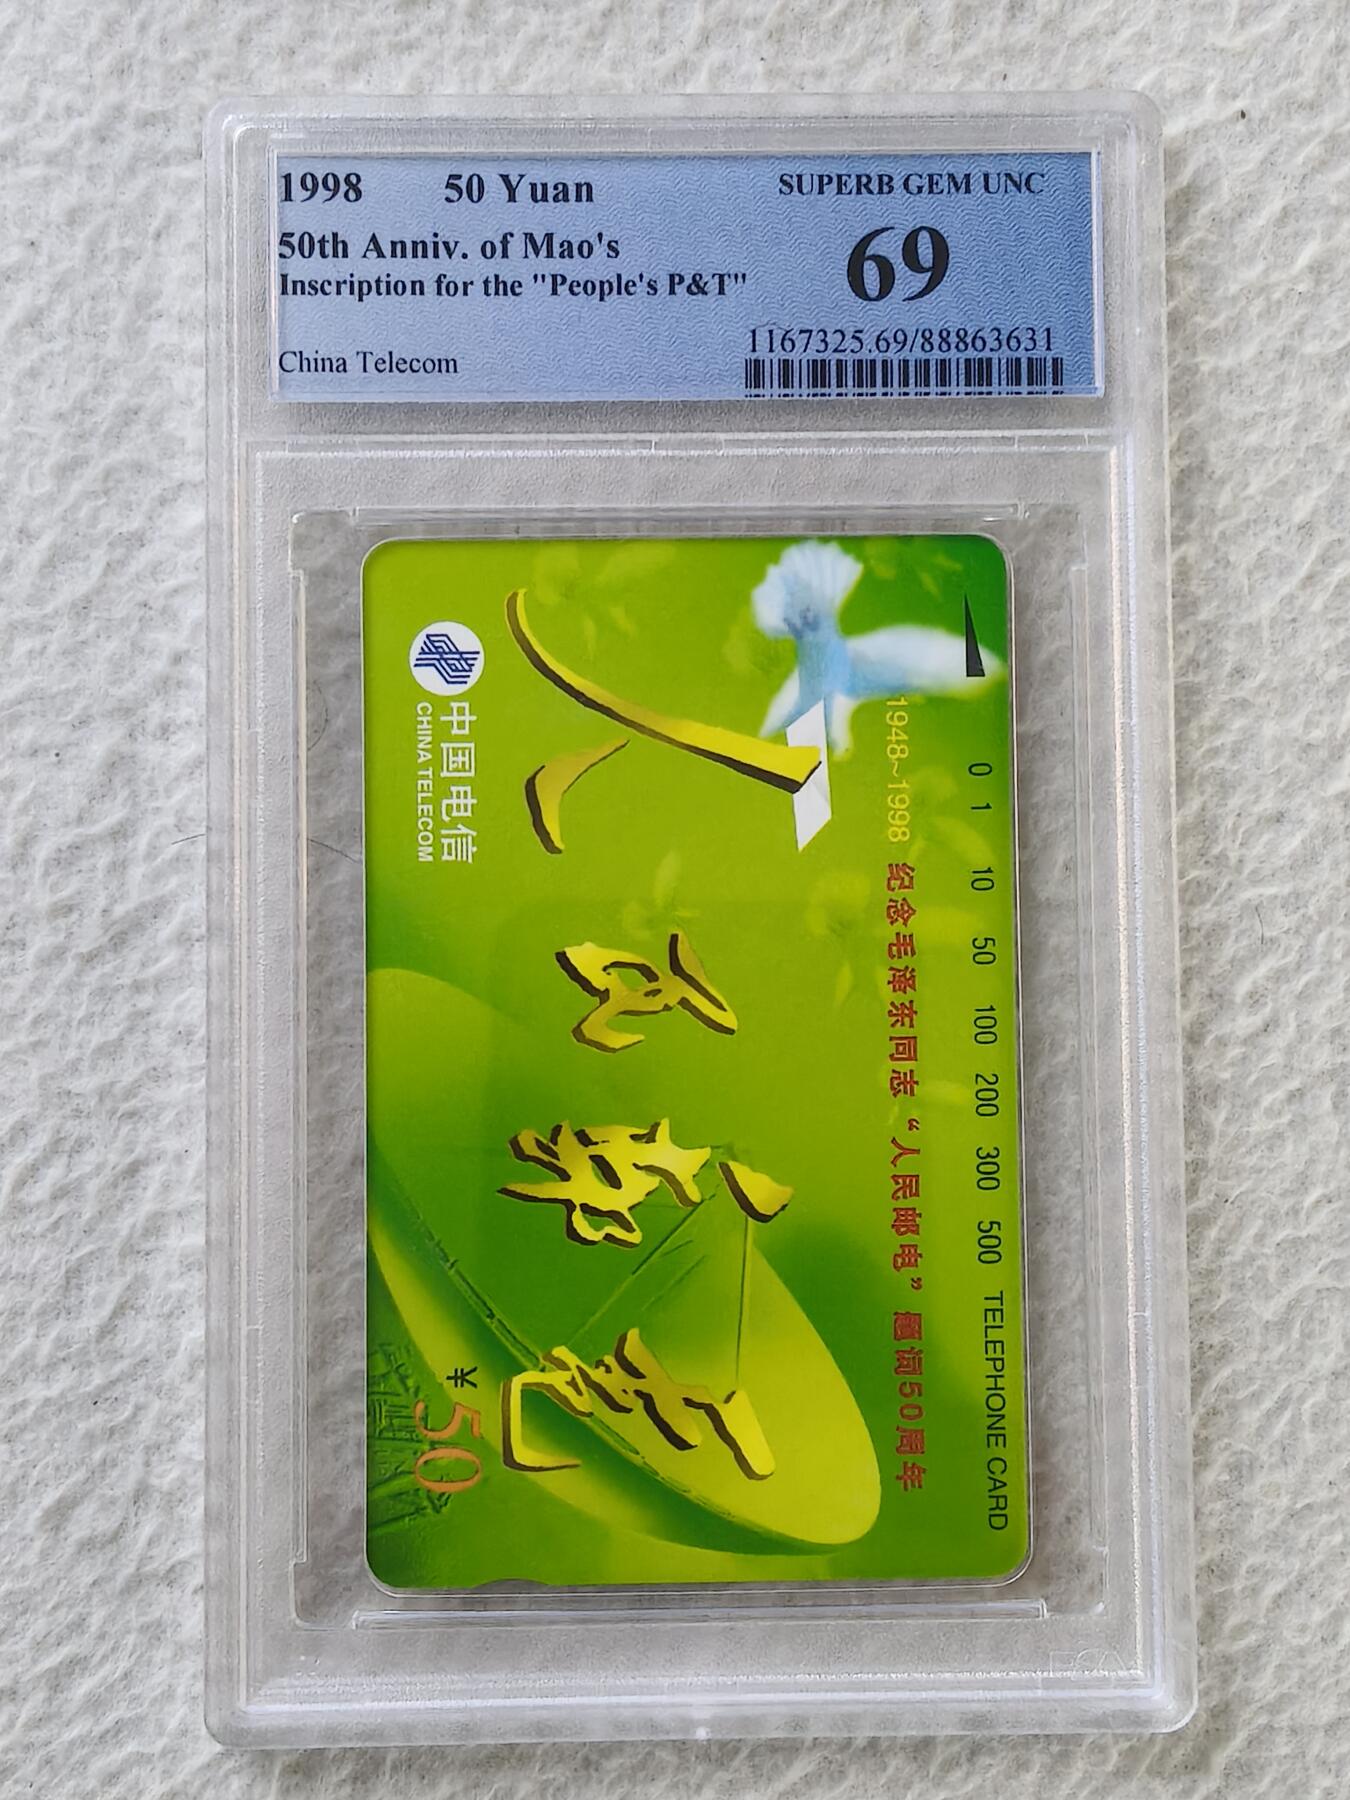 1998 50 Yuan
SUPERB GEM UNC
50th Anniv. of Mao's
69
Inscription for the "People's P&T"
1167325.69/88863631
China Telecom
0 1 10 50 100 200 300 500 TELEPHONE CARD
1948~1998 纪念毛泽东同志“人民邮电”题词50周年
人民邮电
中国电信
CHINA TELECOM
¥50